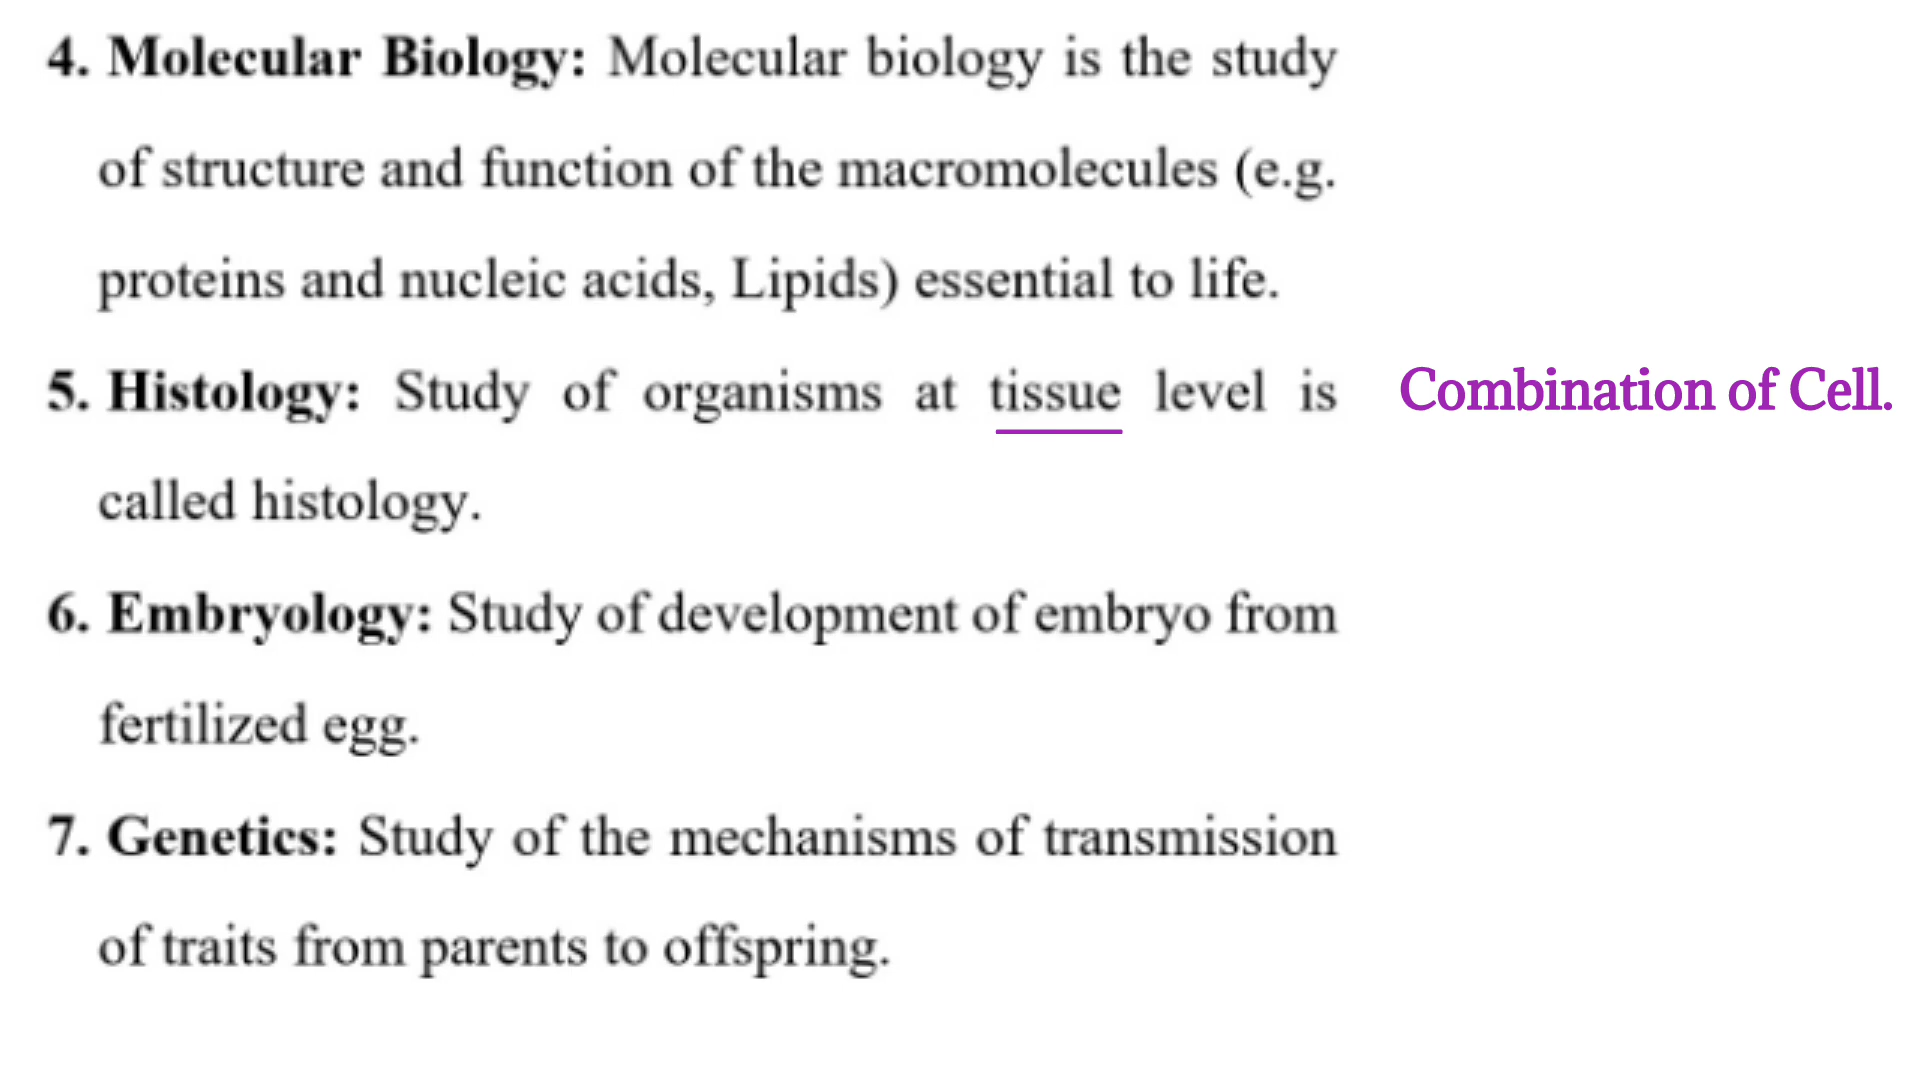 4. Molecular Biology: Molecular biology is the study
of structure and function of the macromolecules (e.g.
proteins and nucleic acids, Lipids) essential to life.
5. Histology: Study of organisms at tissue level is Combination of Cell.
called histology.
6. Embryology: Study of development of embryo from
fertilized egg.
7. Genetics: Study of the mechanisms of transmission
of traits from parents to offspring.